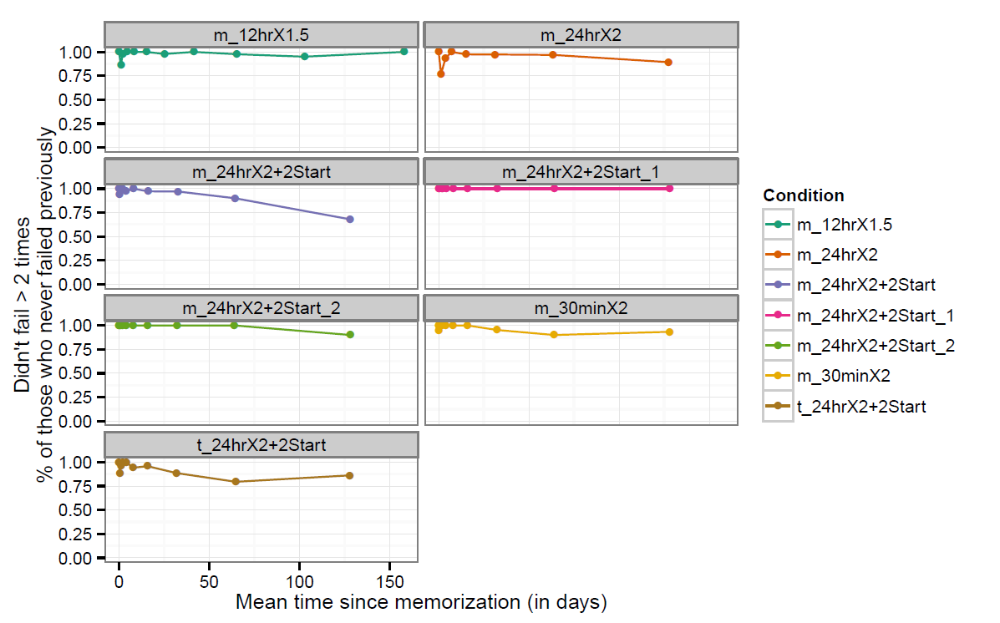 m_12hrX1.5
m_24hrX2
1.00
0.75
0.50
0.25
0.00
m_24hrX2+2Start
m_24hrX2+2Start_1
1.00
0.75
0.50
0.25
0.00
m_24hrX2+2Start_2
m_30minX2
1.00
0.75
0.50
0.25
0.00
t_24hrX2+2Start
1.00
0.75
0.50
0.25
0.00
0 50 100 150
Mean time since memorization (in days)
Didn't fail > 2 times
% of those who never failed previously
Condition
m_12hrX1.5
m_24hrX2
m_24hrX2+2Start
m_24hrX2+2Start_1
m_24hrX2+2Start_2
m_30minX2
t_24hrX2+2Start